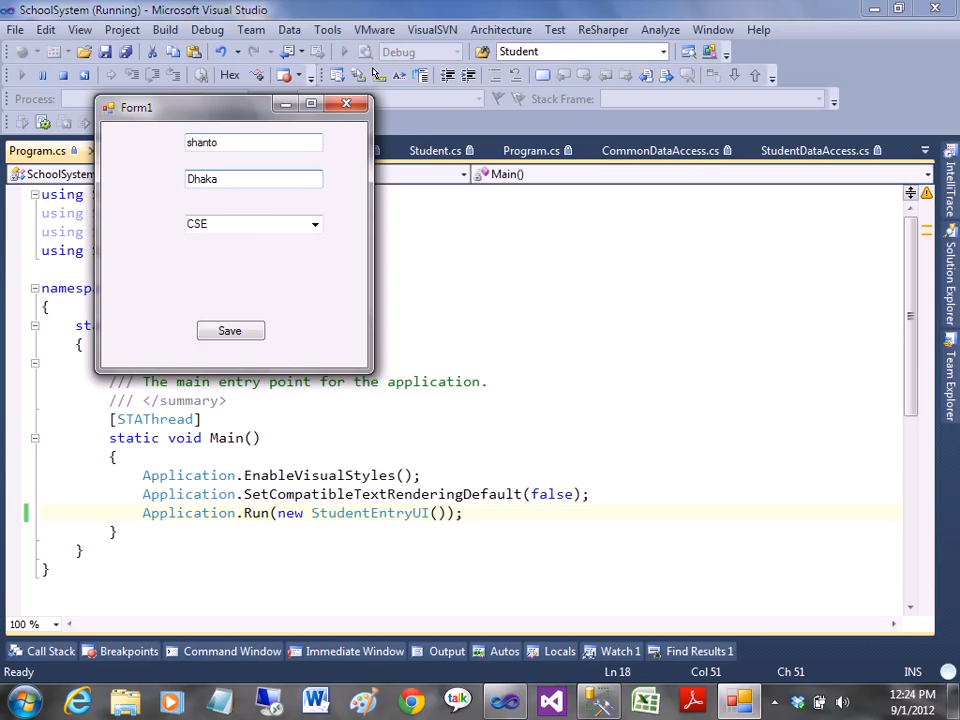 SchoolSystem (Running) - Microsoft Visual Studio
File Edit View Project Build Debug Team Data Tools VMware VisualSVN Architecture Test ReSharper Analyze Window Help
Debug Student
Hex
Process: Stack Frame:
Form1
shanto
Dhaka
CSE
Save
Program.cs Student.cs Program.cs CommonDataAccess.cs StudentDataAccess.cs
SchoolSystem Main()
using
using
using
using
namesp
{
{
/// The main entry point for the application.
/// </summary>
[STAThread]
static void Main()
{
Application.EnableVisualStyles();
Application.SetCompatibleTextRenderingDefault(false);
Application.Run(new StudentEntryUI());
}
}
}
IntelliTrace
Solution Explorer
Team Explorer
100 %
Call Stack Breakpoints Command Window Immediate Window Output Autos Locals Watch 1 Find Results 1
Ready Ln 18 Col 51 Ch 51 INS
talk
12:24 PM
9/1/2012